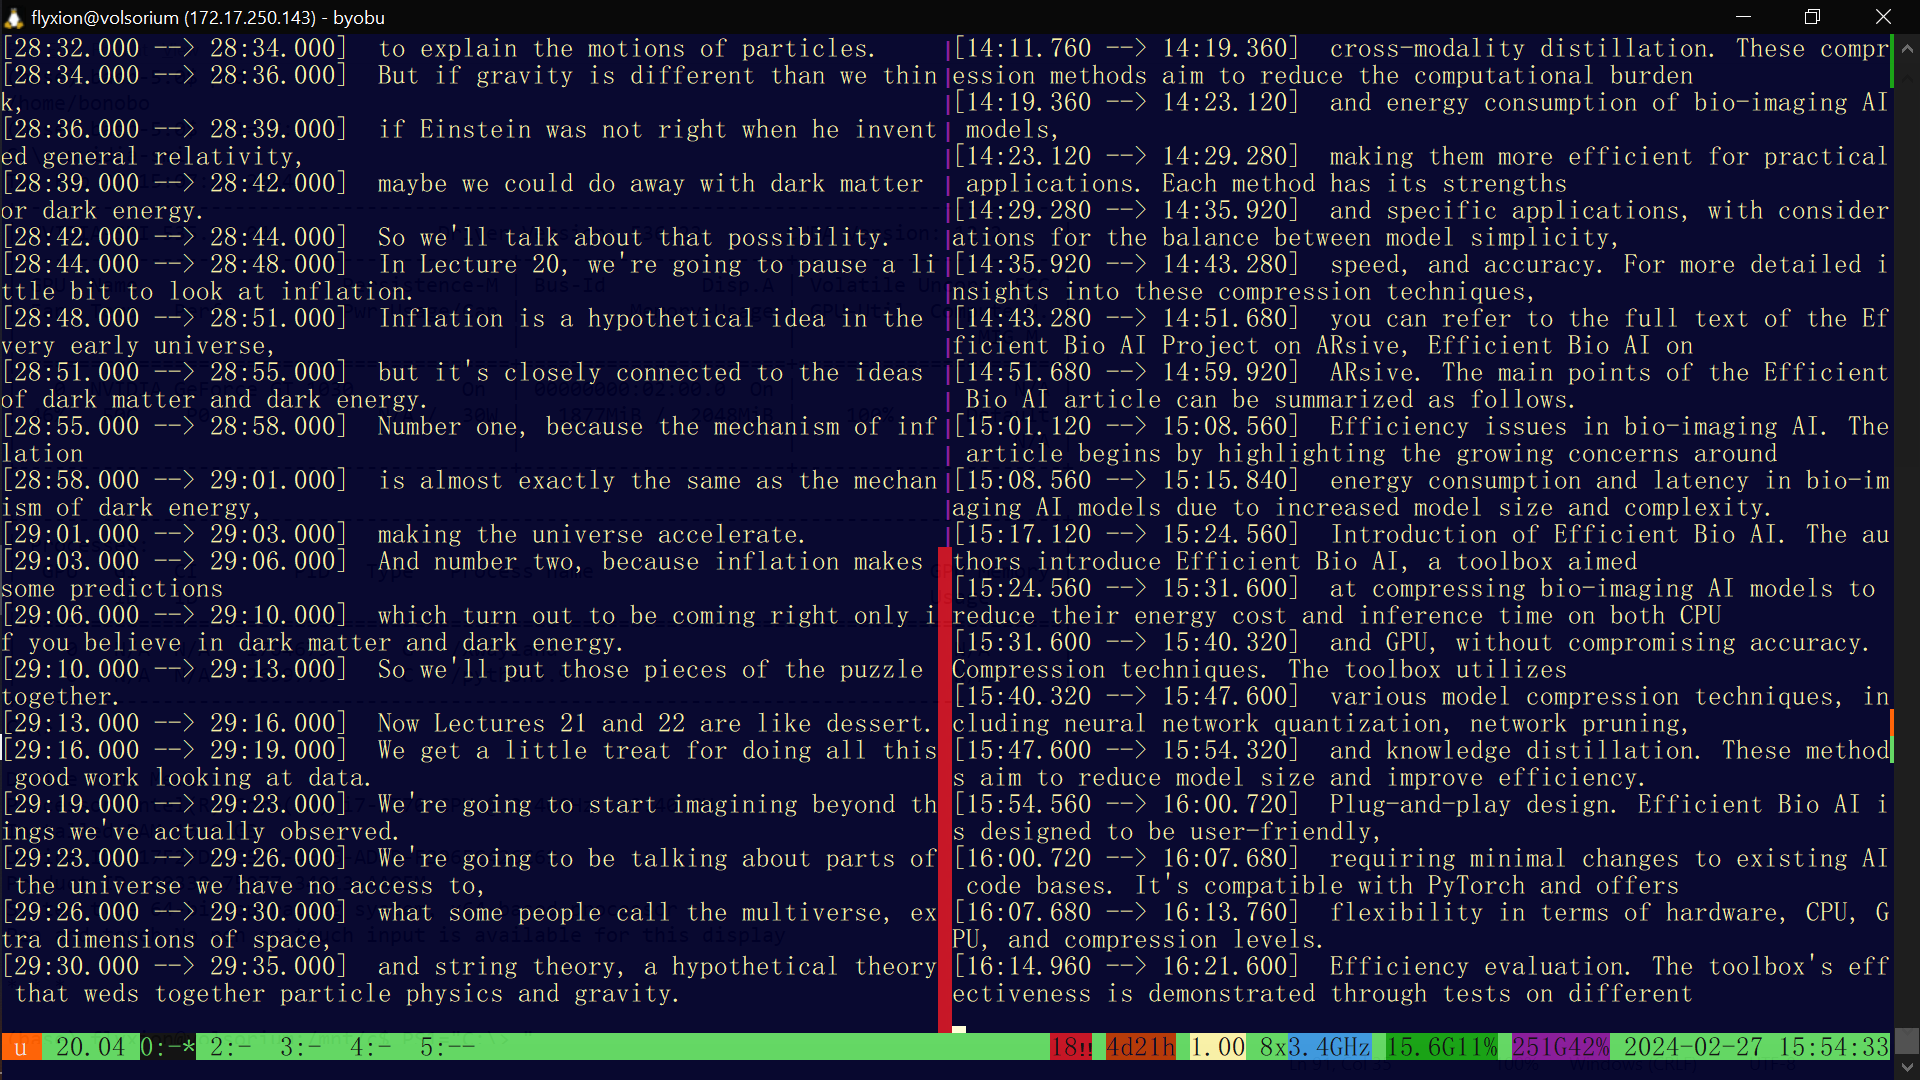 flyxion@volsorium (172.17.250.143) - byobu
[28:32.000 --> 28:34.000]  to explain the motions of particles.
[28:34.000 --> 28:36.000]  But if gravity is different than we thin
k,
[28:36.000 --> 28:39.000]  if Einstein was not right when he invent
ed general relativity,
[28:39.000 --> 28:42.000]  maybe we could do away with dark matter
or dark energy.
[28:42.000 --> 28:44.000]  So we'll talk about that possibility.
[28:44.000 --> 28:48.000]  In Lecture 20, we're going to pause a li
ttle bit to look at inflation.
[28:48.000 --> 28:51.000]  Inflation is a hypothetical idea in the
very early universe,
[28:51.000 --> 28:55.000]  but it's closely connected to the ideas
of dark matter and dark energy.
[28:55.000 --> 28:58.000]  Number one, because the mechanism of inf
lation
[28:58.000 --> 29:01.000]  is almost exactly the same as the mechan
ism of dark energy,
[29:01.000 --> 29:03.000]  making the universe accelerate.
[29:03.000 --> 29:06.000]  And number two, because inflation makes
some predictions
[29:06.000 --> 29:10.000]  which turn out to be coming right only i
f you believe in dark matter and dark energy.
[29:10.000 --> 29:13.000]  So we'll put those pieces of the puzzle
together.
[29:13.000 --> 29:16.000]  Now Lectures 21 and 22 are like dessert.
[29:16.000 --> 29:19.000]  We get a little treat for doing all this
 good work looking at data.
[29:19.000 --> 29:23.000]  We're going to start imagining beyond th
ings we've actually observed.
[29:23.000 --> 29:26.000]  We're going to be talking about parts of
 the universe we have no access to,
[29:26.000 --> 29:30.000]  what some people call the multiverse, ex
tra dimensions of space,
[29:30.000 --> 29:35.000]  and string theory, a hypothetical theory
 that weds together particle physics and gravity.
[14:11.760 --> 14:19.360]  cross-modality distillation. These compr
ession methods aim to reduce the computational burden
[14:19.360 --> 14:23.120]  and energy consumption of bio-imaging AI
 models,
[14:23.120 --> 14:29.280]  making them more efficient for practical
 applications. Each method has its strengths
[14:29.280 --> 14:35.920]  and specific applications, with consider
ations for the balance between model simplicity,
[14:35.920 --> 14:43.280]  speed, and accuracy. For more detailed i
nsights into these compression techniques,
[14:43.280 --> 14:51.680]  you can refer to the full text of the Ef
ficient Bio AI Project on ARsive, Efficient Bio AI on
[14:51.680 --> 14:59.920]  ARsive. The main points of the Efficient
 Bio AI article can be summarized as follows.
[15:01.120 --> 15:08.560]  Efficiency issues in bio-imaging AI. The
 article begins by highlighting the growing concerns around
[15:08.560 --> 15:15.840]  energy consumption and latency in bio-im
aging AI models due to increased model size and complexity.
[15:17.120 --> 15:24.560]  Introduction of Efficient Bio AI. The au
thors introduce Efficient Bio AI, a toolbox aimed
[15:24.560 --> 15:31.600]  at compressing bio-imaging AI models to
reduce their energy cost and inference time on both CPU
[15:31.600 --> 15:40.320]  and GPU, without compromising accuracy.
Compression techniques. The toolbox utilizes
[15:40.320 --> 15:47.600]  various model compression techniques, in
cluding neural network quantization, network pruning,
[15:47.600 --> 15:54.320]  and knowledge distillation. These method
s aim to reduce model size and improve efficiency.
[15:54.560 --> 16:00.720]  Plug-and-play design. Efficient Bio AI i
s designed to be user-friendly,
[16:00.720 --> 16:07.680]  requiring minimal changes to existing AI
 code bases. It's compatible with PyTorch and offers
[16:07.680 --> 16:13.760]  flexibility in terms of hardware, CPU, G
PU, and compression levels.
[16:14.960 --> 16:21.600]  Efficiency evaluation. The toolbox's eff
ectiveness is demonstrated through tests on different
u 20.04 0:-* 2:- 3:- 4:- 5:-- 18!! 4d21h 1.00 8x3.4GHz 15.6G11% 251G42% 2024-02-27 15:54:33